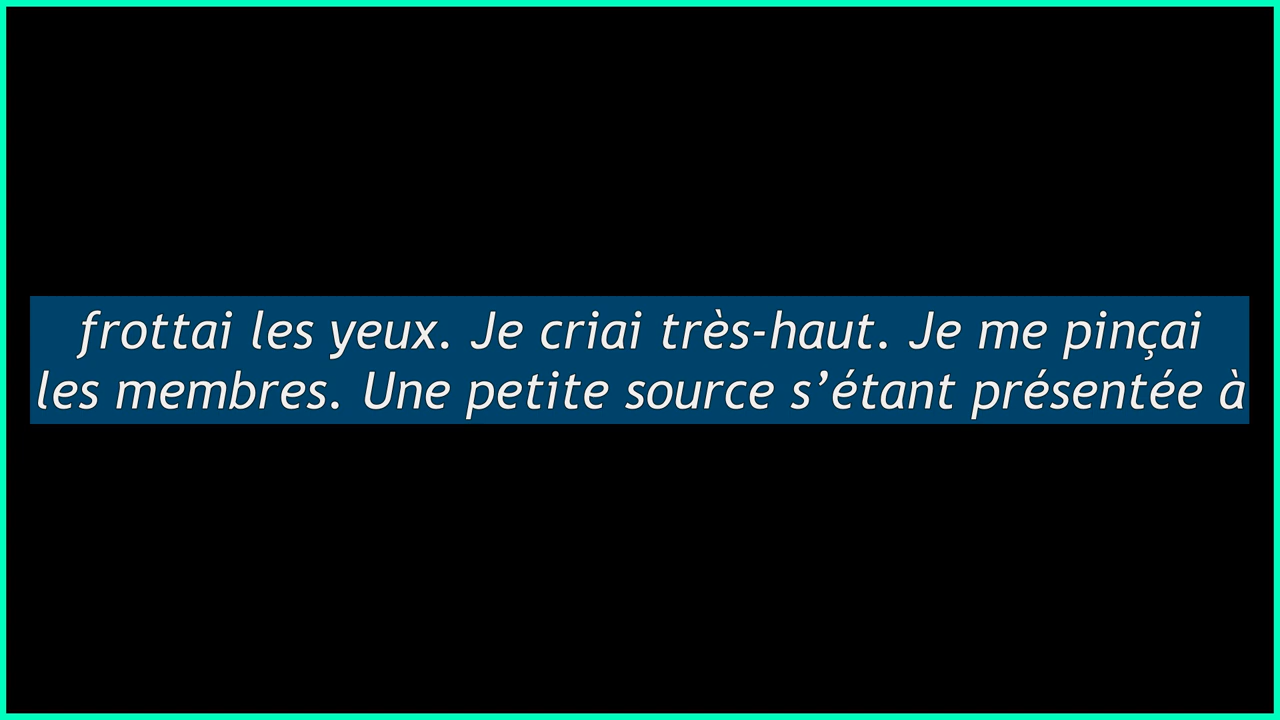 frottai les yeux. Je criai très-haut. Je me pinçai
les membres. Une petite source s’étant présentée à